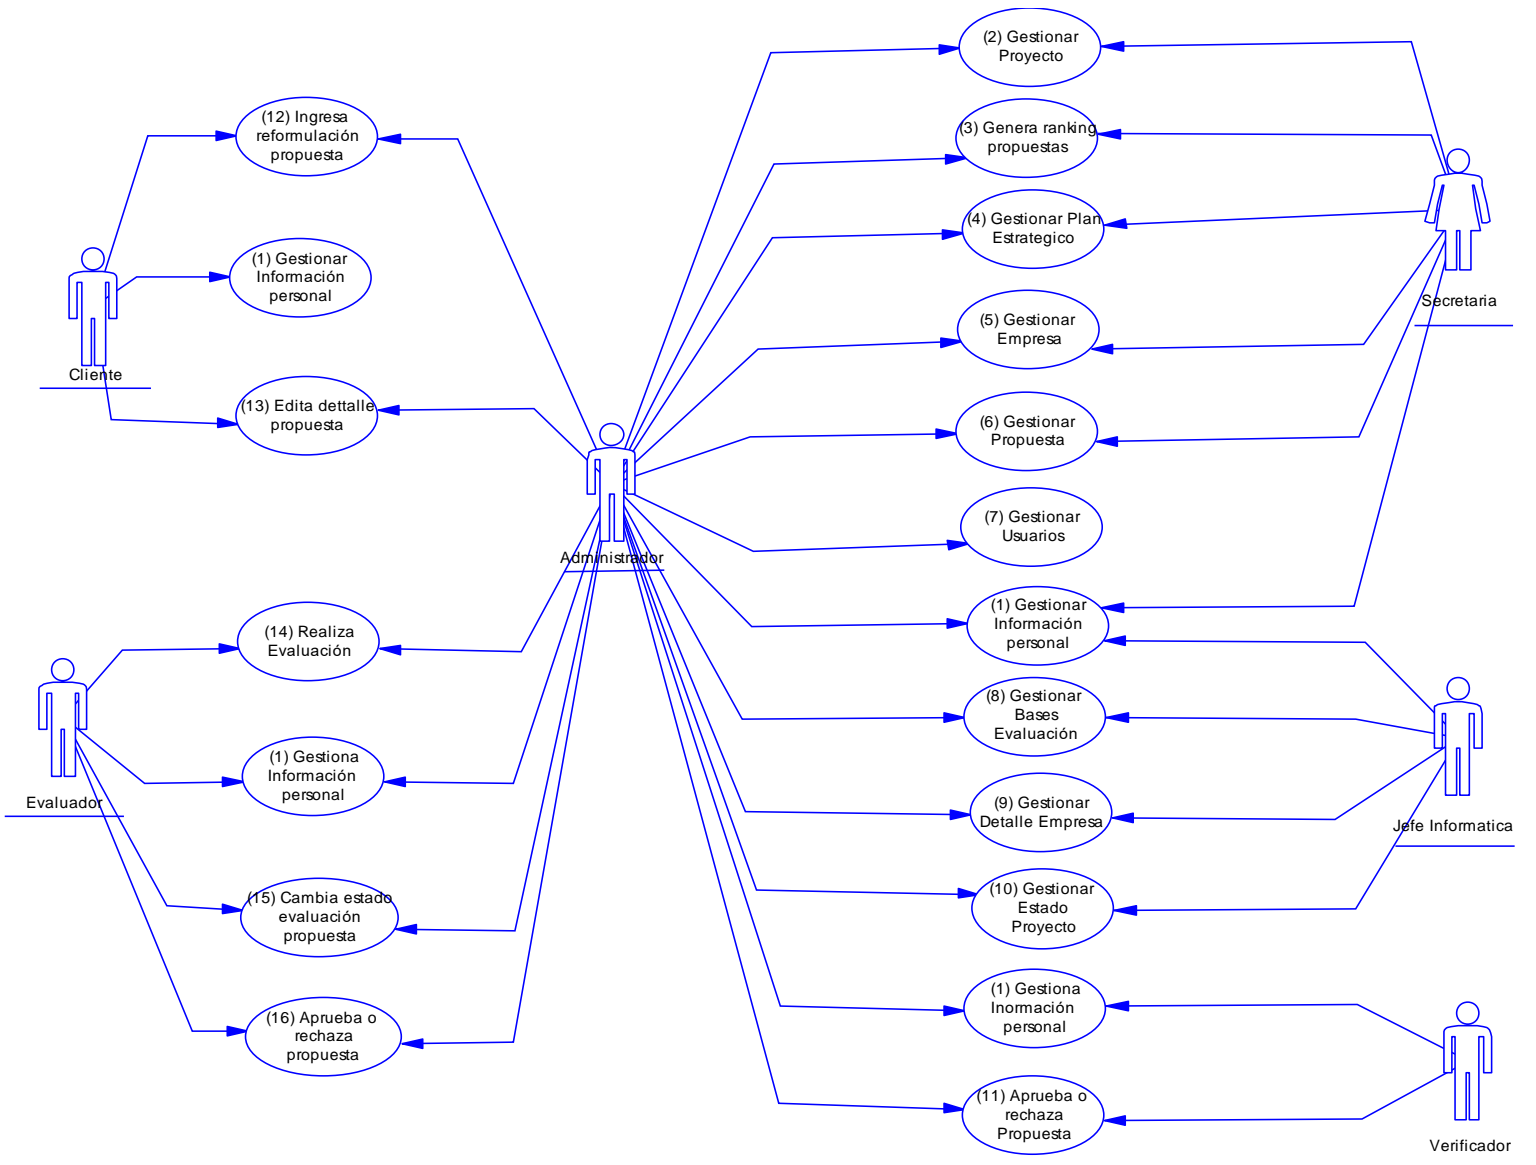 (2) Gestionar
Proyecto
(12) Ingresa
reformulación
propuesta
(3) Genera ranking
propuestas
(4) Gestionar Plan
Estrategico
(1) Gestionar
Información
personal
Secretaria
(5) Gestionar
Empresa
Cliente
(13) Edita dettalle
propuesta
(6) Gestionar
Propuesta
(7) Gestionar
Usuarios
Administrador
(1) Gestionar
Información
personal
(14) Realiza
Evaluación
(8) Gestionar
Bases
Evaluación
(1) Gestiona
Información
personal
Evaluador
(9) Gestionar
Detalle Empresa
Jefe Informatica
(15) Cambia estado
evaluación
propuesta
(10) Gestionar
Estado
Proyecto
(1) Gestiona
Inormación
personal
(16) Aprueba o
rechaza
propuesta
(11) Aprueba o
rechaza
Propuesta
Verificador